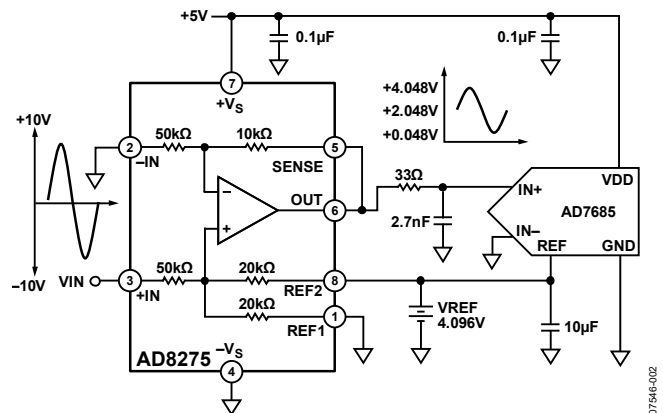 +5V
0.1µF
0.1µF
7
+VS
+10V
+4.048V
+2.048V
+0.048V
50kΩ
10kΩ
2
5
–IN
SENSE
VDD
33Ω
IN+
OUT
–
6
AD7685
2.7nF
IN–
+
REF
GND
–10V
VIN
50kΩ
20kΩ
3
8
+IN
REF2
20kΩ
VREF
4.096V
1
REF1
10µF
–VS
AD8275
4
07546-002